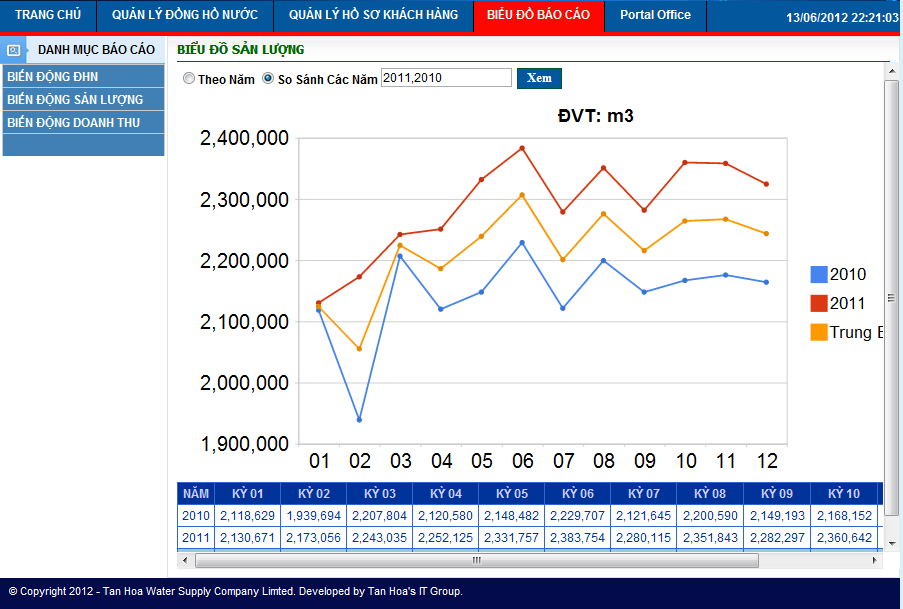 TRANG CHỦ QUẢN LÝ ĐỒNG HỒ NƯỚC QUẢN LÝ HỒ SƠ KHÁCH HÀNG BIỂU ĐỒ BÁO CÁO Portal Office 13/06/2012 22:21:03
DANH MỤC BÁO CÁO
BIẾN ĐỘNG ĐHN
BIẾN ĐỘNG SẢN LƯỢNG
BIẾN ĐỘNG DOANH THU
BIỂU ĐỒ SẢN LƯỢNG
Theo Năm So Sánh Các Năm 2011,2010 Xem
ĐVT: m3
2,400,000
2,300,000
2,200,000
2,100,000
2,000,000
1,900,000
01 02 03 04 05 06 07 08 09 10 11 12
2010
2011
Trung B
NĂM KỲ 01 KỲ 02 KỲ 03 KỲ 04 KỲ 05 KỲ 06 KỲ 07 KỲ 08 KỲ 09 KỲ 10
2010 2,118,629 1,939,694 2,207,804 2,120,580 2,148,482 2,229,707 2,121,645 2,200,590 2,149,193 2,168,152
2011 2,130,671 2,173,056 2,243,035 2,252,125 2,331,757 2,383,754 2,280,115 2,351,843 2,282,297 2,360,642
© Copyright 2012 - Tan Hoa Water Supply Company Limted. Developed by Tan Hoa's IT Group.